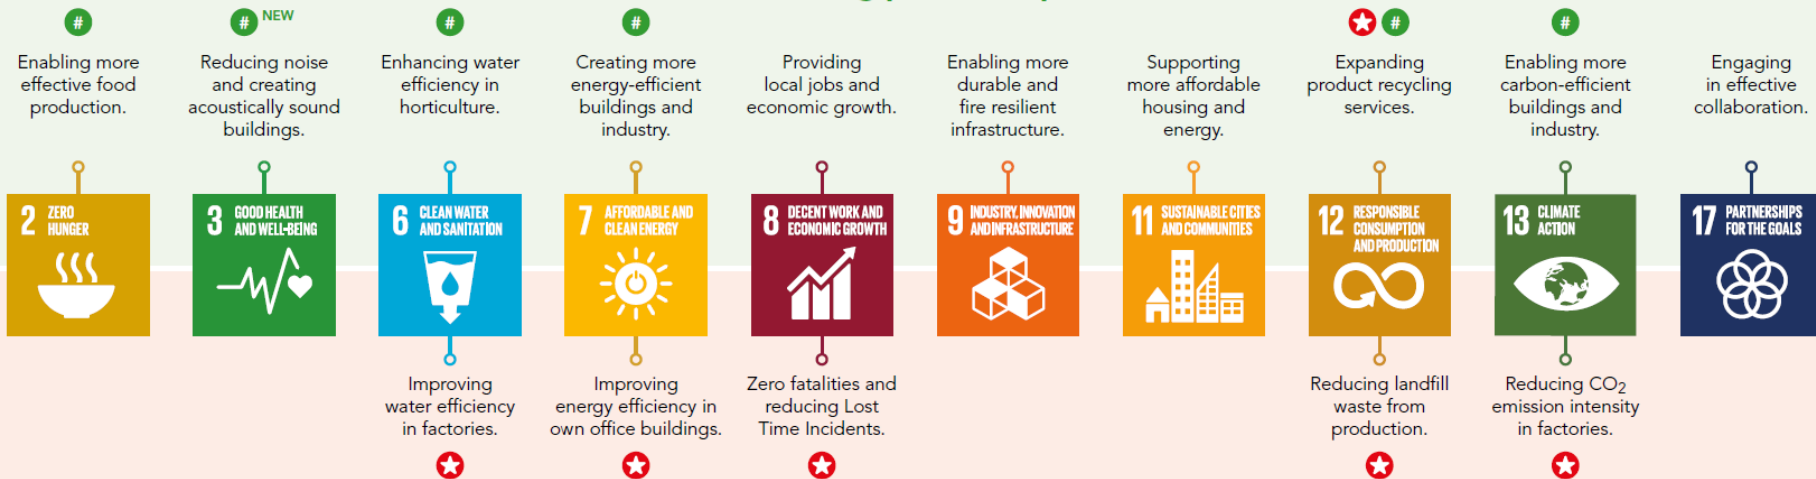 # # NEW # # ★ # #
Enabling more
effective food
production.
Reducing noise
and creating
acoustically sound
buildings.
Enhancing water
efficiency in
horticulture.
Creating more
energy-efficient
buildings and
industry.
Providing
local jobs and
economic growth.
Enabling more
durable and
fire resilient
infrastructure.
Supporting
more affordable
housing and
energy.
Expanding
product recycling
services.
Enabling more
carbon-efficient
buildings and
industry.
Engaging
in effective
collaboration.
2 ZERO
HUNGER
3 GOOD HEALTH
AND WELL-BEING
6 CLEAN WATER
AND SANITATION
7 AFFORDABLE AND
CLEAN ENERGY
8 DECENT WORK AND
ECONOMIC GROWTH
9 INDUSTRY, INNOVATION
AND INFRASTRUCTURE
11 SUSTAINABLE CITIES
AND COMMUNITIES
12 RESPONSIBLE
CONSUMPTION
AND PRODUCTION
13 CLIMATE
ACTION
17 PARTNERSHIPS
FOR THE GOALS
Improving
water efficiency
in factories.
Improving
energy efficiency in
own office buildings.
Zero fatalities and
reducing Lost
Time Incidents.
Reducing landfill
waste from
production.
Reducing CO₂
emission intensity
in factories.